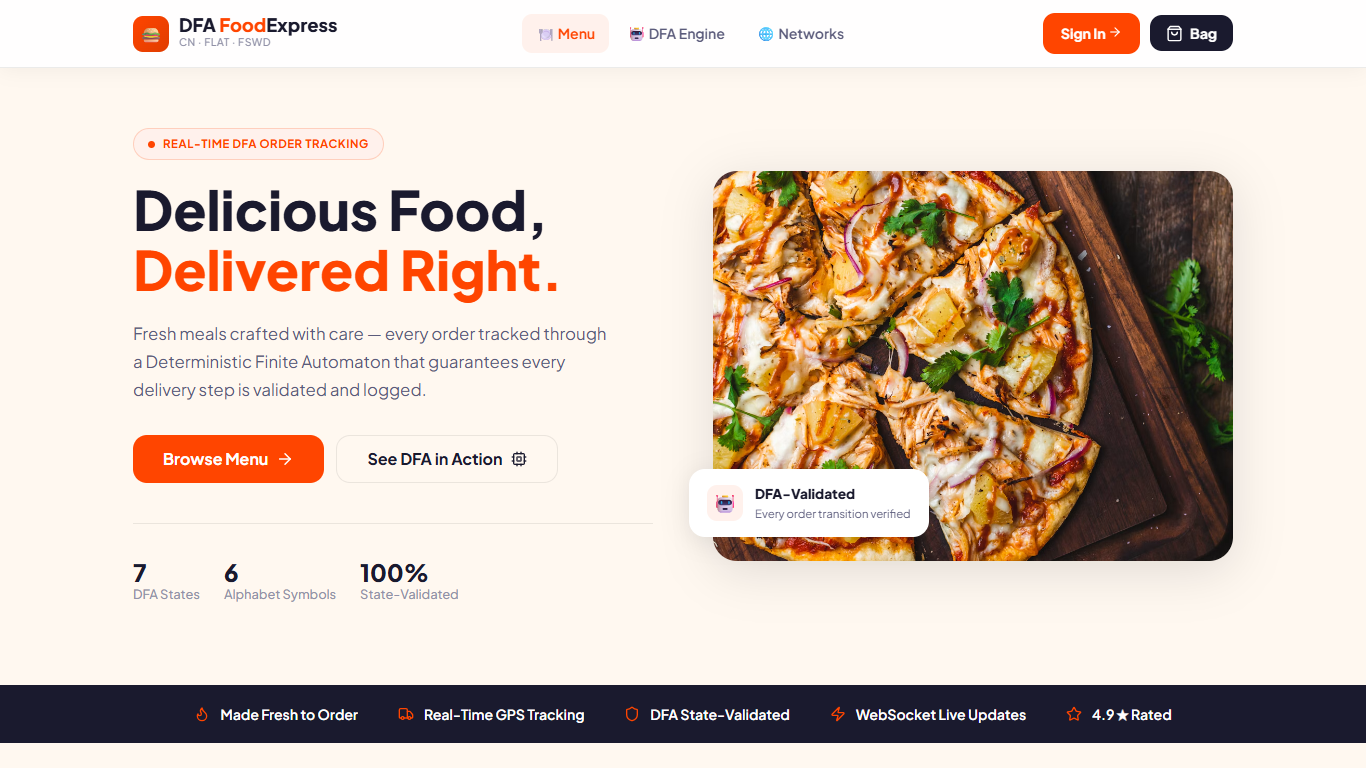 DFA FoodExpress
CN · FLAT · FSWD
Menu
DFA Engine
Networks
Sign In →
Bag
REAL-TIME DFA ORDER TRACKING
Delicious Food,
Delivered Right.
Fresh meals crafted with care — every order tracked through
a Deterministic Finite Automaton that guarantees every
delivery step is validated and logged.
Browse Menu →
See DFA in Action
DFA-Validated
Every order transition verified
7
DFA States
6
Alphabet Symbols
100%
State-Validated
Made Fresh to Order
Real-Time GPS Tracking
DFA State-Validated
WebSocket Live Updates
4.9 ★ Rated